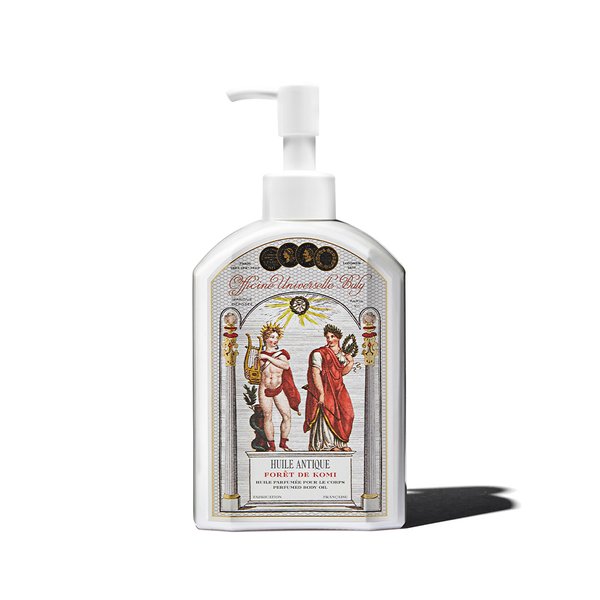 Officine Universelle Buly
HUILE ANTIQUE
FORÊT DE KOMI
HUILE PARFUMÉE POUR LE CORPS
PERFUMED BODY OIL
FABRICATION FRANÇAISE